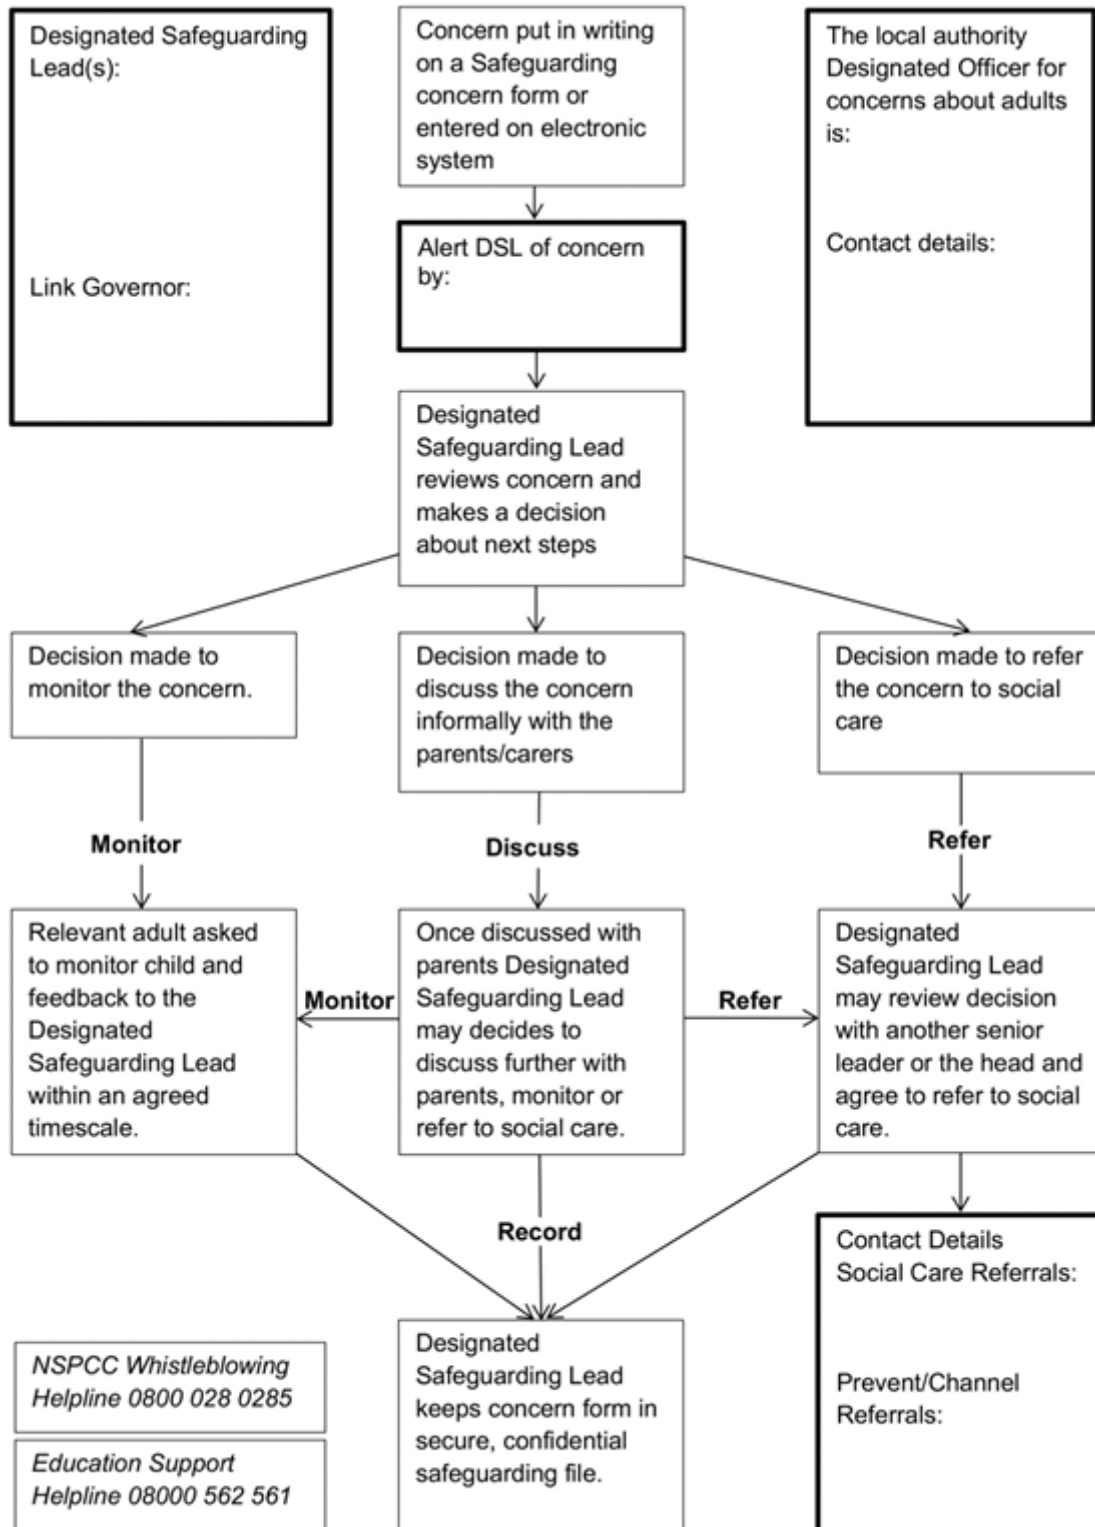 Designated Safeguarding
Lead(s):
Link Governor:
Concern put in writing
on a Safeguarding
concern form or
entered on electronic
system
The local authority
Designated Officer for
concerns about adults
is:
Contact details:
Alert DSL of concern
by:
Designated
Safeguarding Lead
reviews concern and
makes a decision
about next steps
Decision made to
monitor the concern.
Decision made to
discuss the concern
informally with the
parents/carers
Decision made to refer
the concern to social
care
Monitor
Discuss
Refer
Relevant adult asked
to monitor child and
feedback to the
Designated
Safeguarding Lead
within an agreed
timescale.
Monitor
Once discussed with
parents Designated
Safeguarding Lead
may decides to
discuss further with
parents, monitor or
refer to social care.
Refer
Designated
Safeguarding Lead
may review decision
with another senior
leader or the head and
agree to refer to social
care.
Record
Contact Details
Social Care Referrals:
Prevent/Channel
Referrals:
NSPCC Whistleblowing
Helpline 0800 028 0285
Education Support
Helpline 08000 562 561
Designated
Safeguarding Lead
keeps concern form in
secure, confidential
safeguarding file.